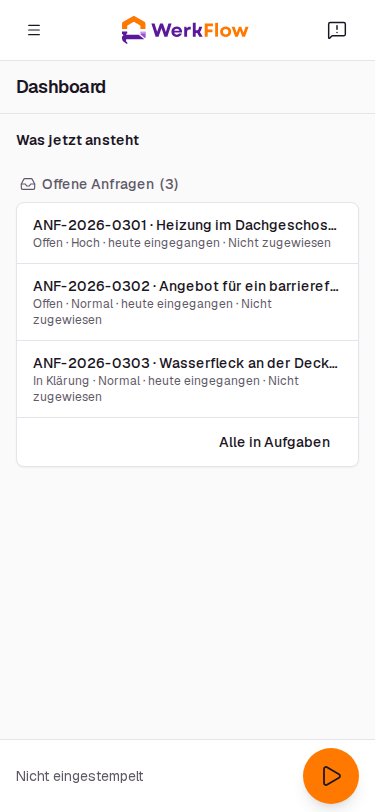 WerkFlow
Dashboard
Was jetzt ansteht
Offene Anfragen (3)
ANF-2026-0301 · Heizung im Dachgeschos…
Offen · Hoch · heute eingegangen · Nicht zugewiesen
ANF-2026-0302 · Angebot für ein barrieref…
Offen · Normal · heute eingegangen · Nicht
zugewiesen
ANF-2026-0303 · Wasserfleck an der Deck…
In Klärung · Normal · heute eingegangen · Nicht
zugewiesen
Alle in Aufgaben
Nicht eingestempelt